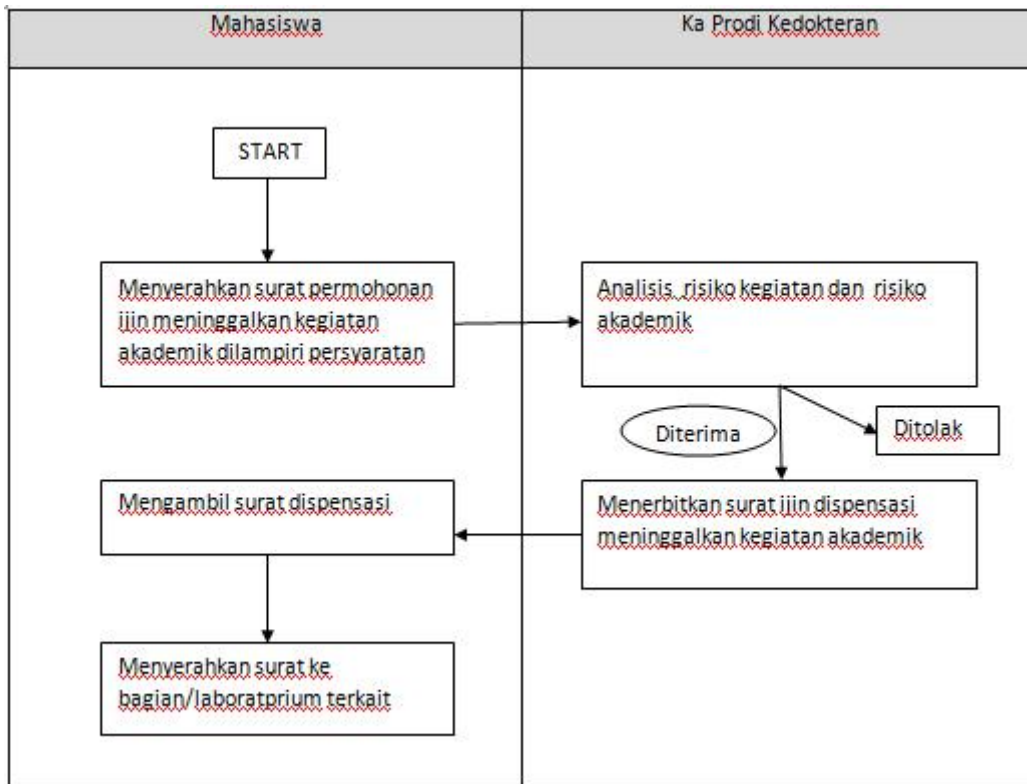 Mahasiswa
Ka Prodi Kedokteran
START
Menyerahkan surat permohonan
ijin meninggalkan kegiatan
akademik dilampiri persyaratan
Analisis risiko kegiatan dan risiko
akademik
Diterima
Ditolak
Mengambil surat dispensasi
Menerbitkan surat ijin dispensasi
meninggalkan kegiatan akademik
Menyerahkan surat ke
bagian/laboratprium terkait